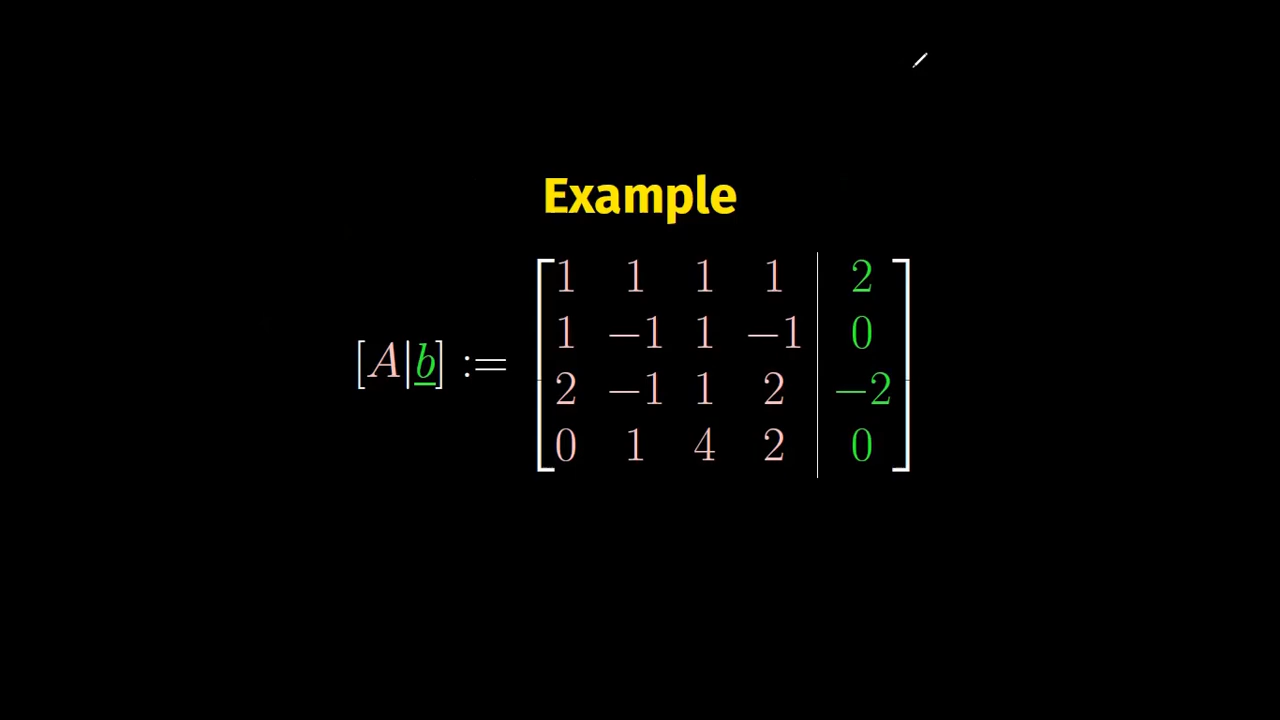 Example
[A|b] :=
1 1 1 1 2
1 −1 1 −1 0
2 −1 1 2 −2
0 1 4 2 0